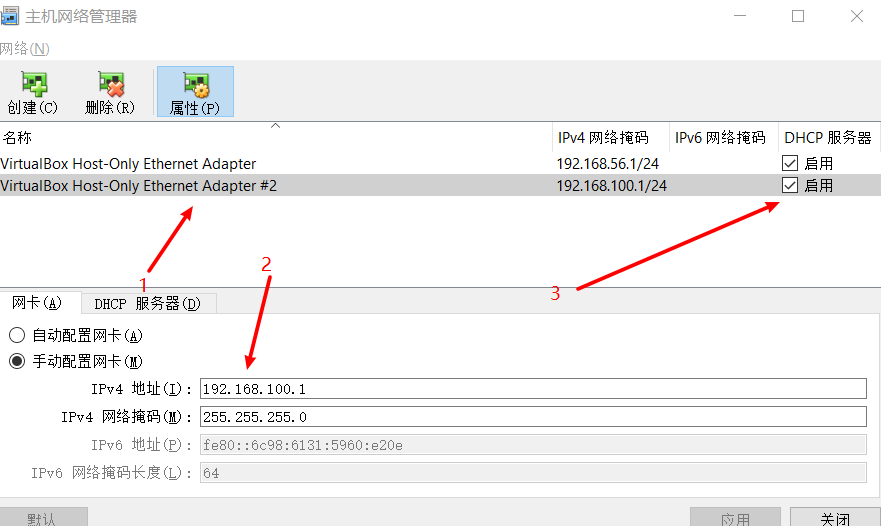 主机网络管理器
网络(N)
创建(C) 删除(R) 属性(P)
名称 IPv4 网络掩码 IPv6 网络掩码 DHCP 服务器
VirtualBox Host-Only Ethernet Adapter 192.168.56.1/24 启用
VirtualBox Host-Only Ethernet Adapter #2 192.168.100.1/24 启用
1 2 3
网卡(A) DHCP 服务器(D)
自动配置网卡(A)
手动配置网卡(M)
IPv4 地址(I): 192.168.100.1
IPv4 网络掩码(M): 255.255.255.0
IPv6 地址(P): fe80::6c98:6131:5960:e20e
IPv6 网络掩码长度(L): 64
默认 应用 关闭